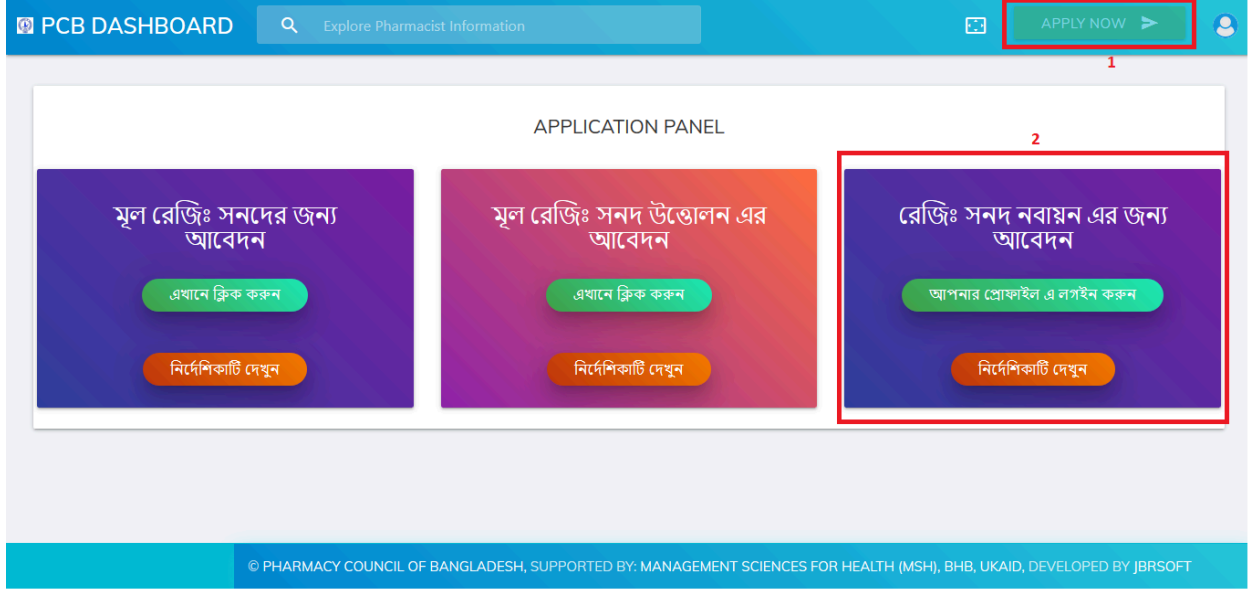 PCB DASHBOARD
Explore Pharmacist Information
APPLY NOW
1
APPLICATION PANEL
2
মূল রেজিঃ সনদের জন্য
আবেদন
এখানে ক্লিক করুন
নির্দেশিকাটি দেখুন
মূল রেজিঃ সনদ উত্তোলন এর
আবেদন
এখানে ক্লিক করুন
নির্দেশিকাটি দেখুন
রেজিঃ সনদ নবায়ন এর জন্য
আবেদন
আপনার প্রোফাইল এ লগইন করুন
নির্দেশিকাটি দেখুন
© PHARMACY COUNCIL OF BANGLADESH, SUPPORTED BY: MANAGEMENT SCIENCES FOR HEALTH (MSH), BHB, UKAID, DEVELOPED BY JBRSOFT